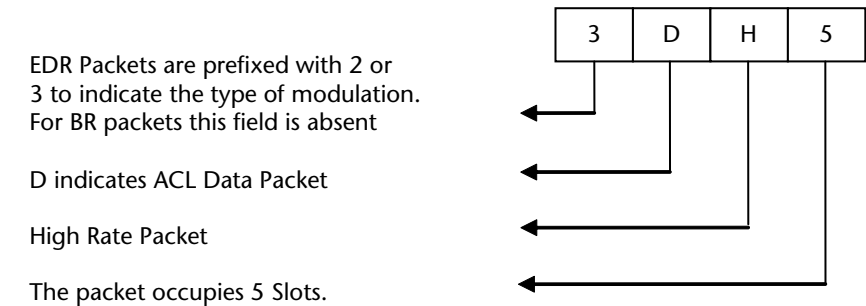 3 D H 5
EDR Packets are prefixed with 2 or
3 to indicate the type of modulation.
For BR packets this field is absent
D indicates ACL Data Packet
High Rate Packet
The packet occupies 5 Slots.